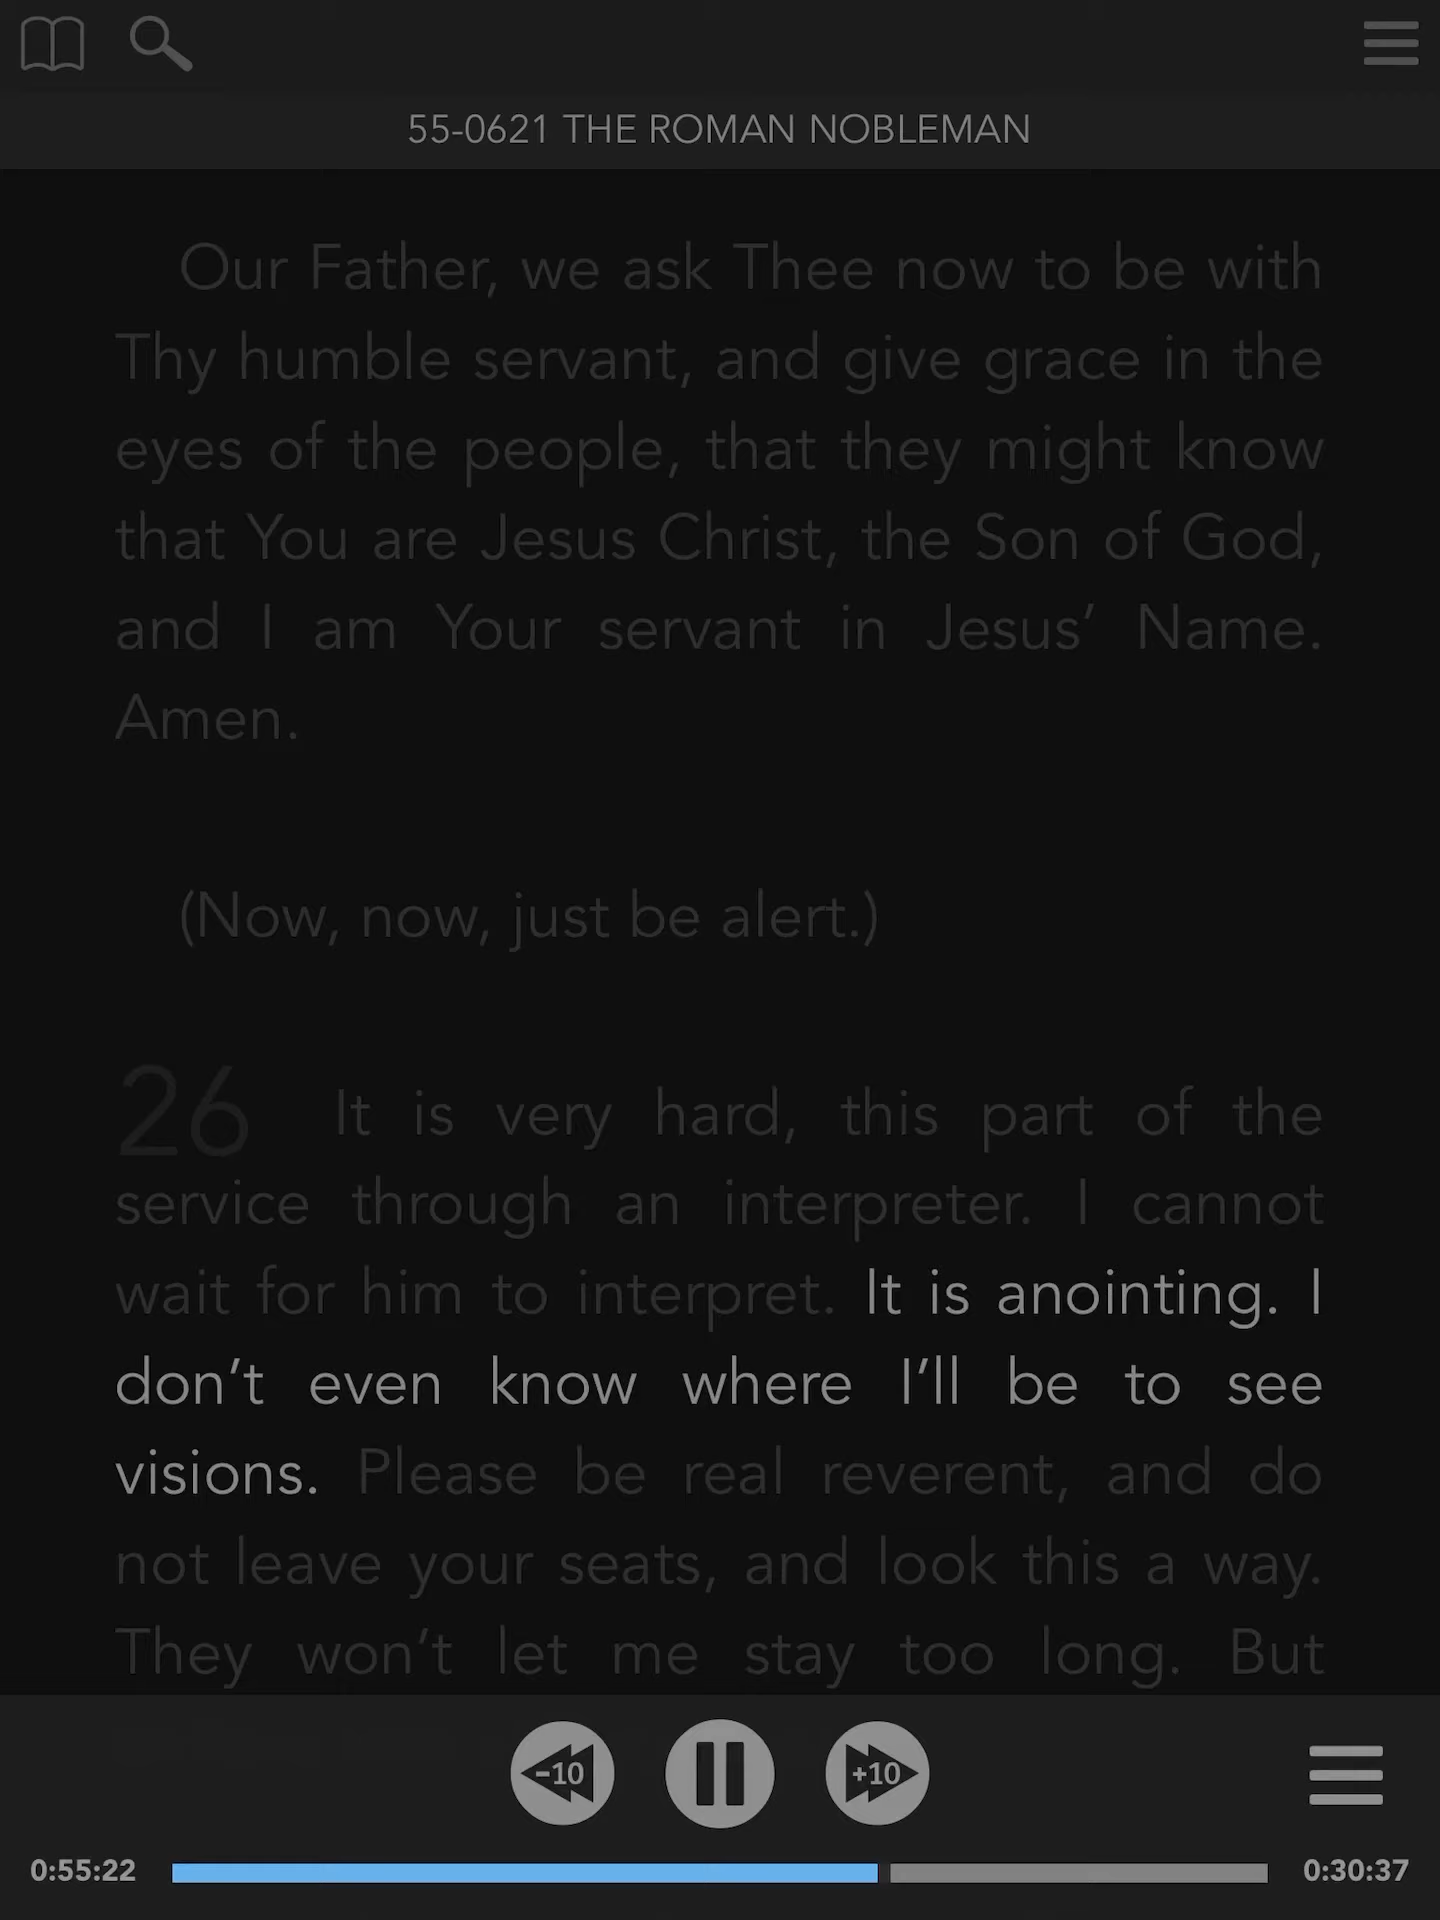 55-0621 THE ROMAN NOBLEMAN
Our Father, we ask Thee now to be with
Thy humble servant, and give grace in the
eyes of the people, that they might know
that You are Jesus Christ, the Son of God,
and I am Your servant in Jesus’ Name.
Amen.
(Now, now, just be alert.)
26 It is very hard, this part of the
service through an interpreter. I cannot
wait for him to interpret. It is anointing. I
don’t even know where I’ll be to see
visions. Please be real reverent, and do
not leave your seats, and look this a way.
They won’t let me stay too long. But
-10
+10
0:55:22
0:30:37